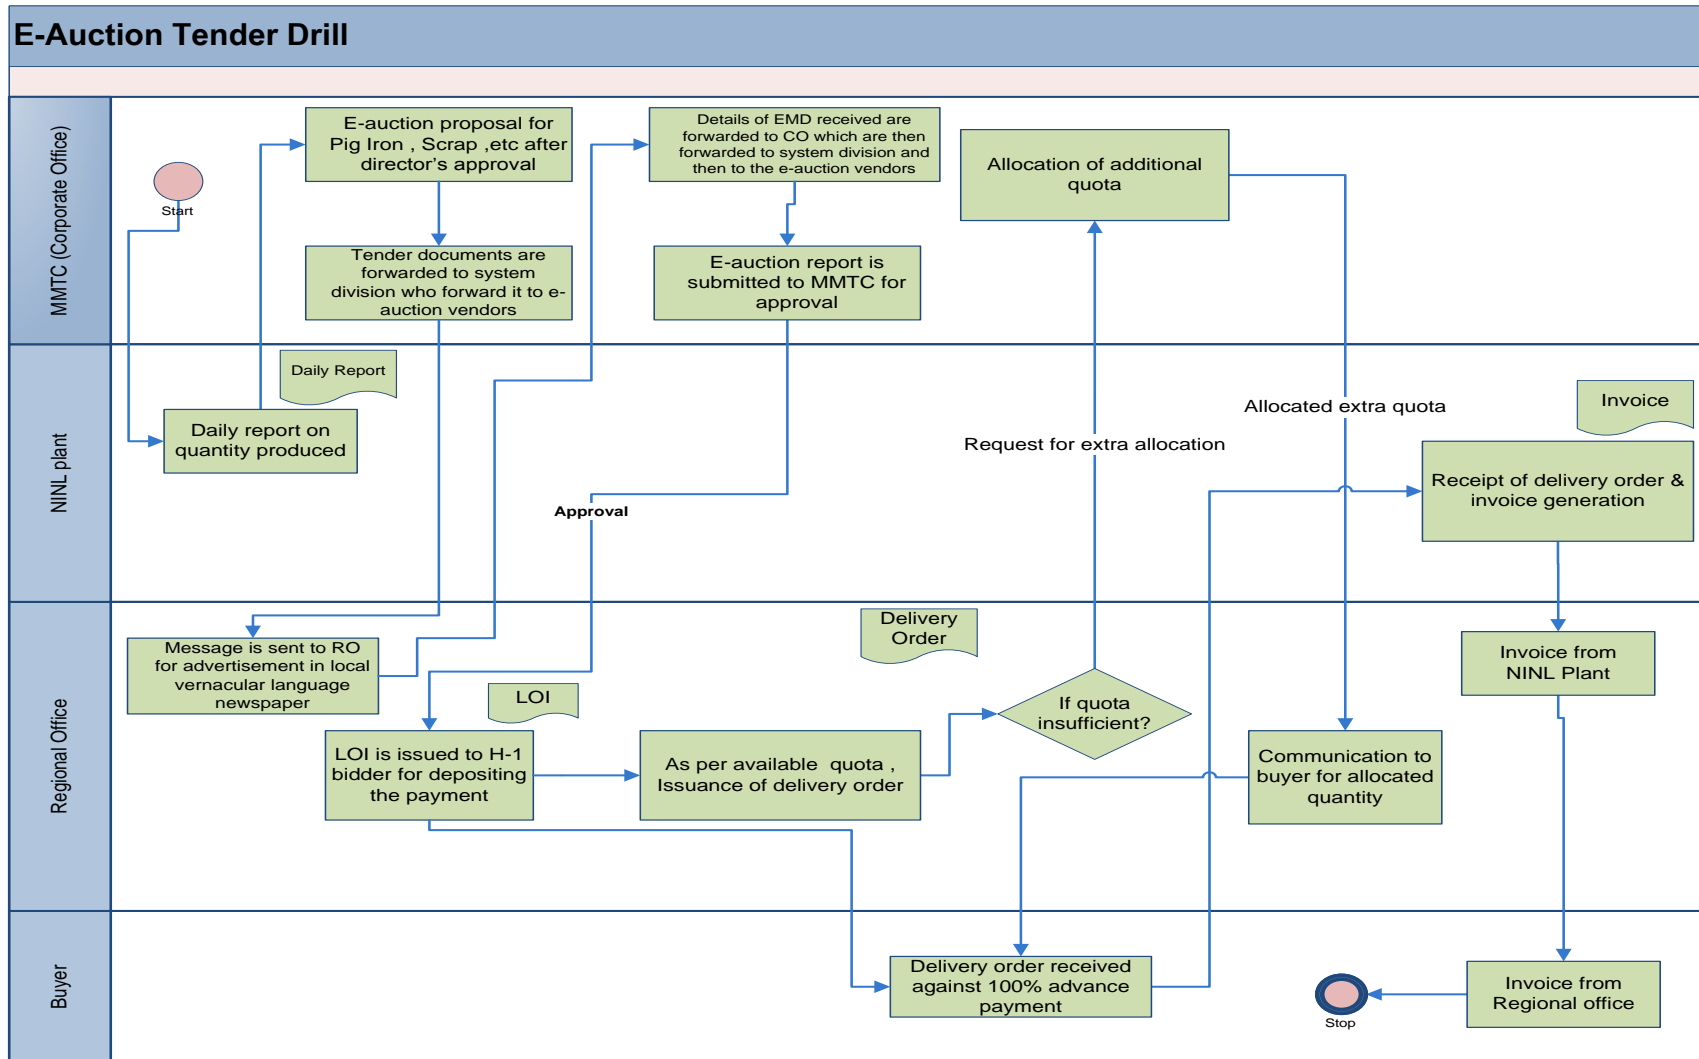 E-Auction Tender Drill
MMTC (Corporate Office)
Start
E-auction proposal for
Pig Iron , Scrap ,etc after
director's approval
Tender documents are
forwarded to system
division who forward it to e-
auction vendors
Details of EMD received are
forwarded to CO which are then
forwarded to system division and
then to the e-auction vendors
E-auction report is
submitted to MMTC for
approval
Allocation of additional
quota
NINL plant
Daily Report
Daily report on
quantity produced
Approval
Request for extra allocation
Allocated extra quota
Invoice
Receipt of delivery order &
invoice generation
Regional Office
Message is sent to RO
for advertisement in local
vernacular language
newspaper
LOI
LOI is issued to H-1
bidder for depositing
the payment
As per available quota ,
Issuance of delivery order
Delivery
Order
If quota
insufficient?
Communication to
buyer for allocated
quantity
Invoice from
NINL Plant
Buyer
Delivery order received
against 100% advance
payment
Stop
Invoice from
Regional office